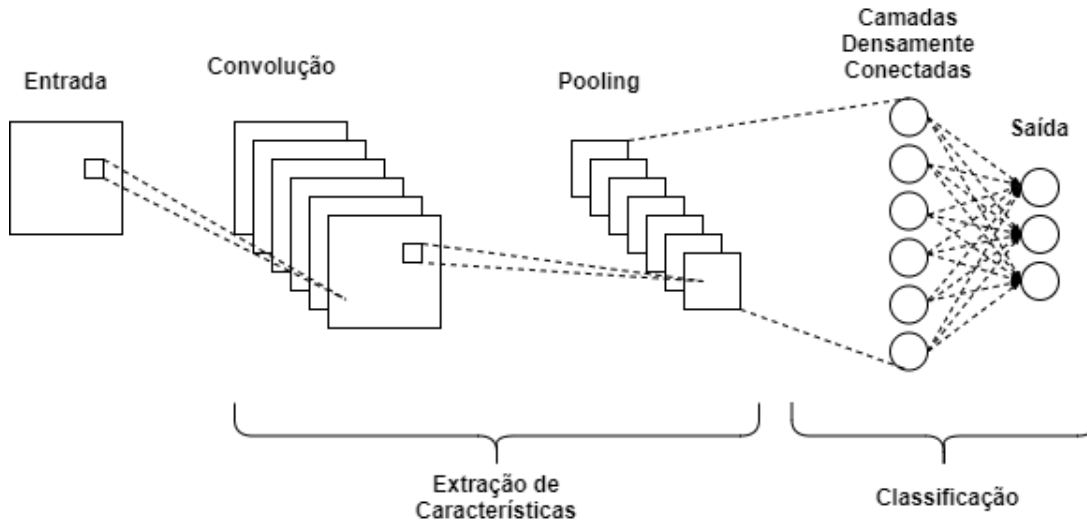 Entrada
Convolução
Pooling
Camadas
Densamente
Conectadas
Saída
Extração de
Características
Classificação